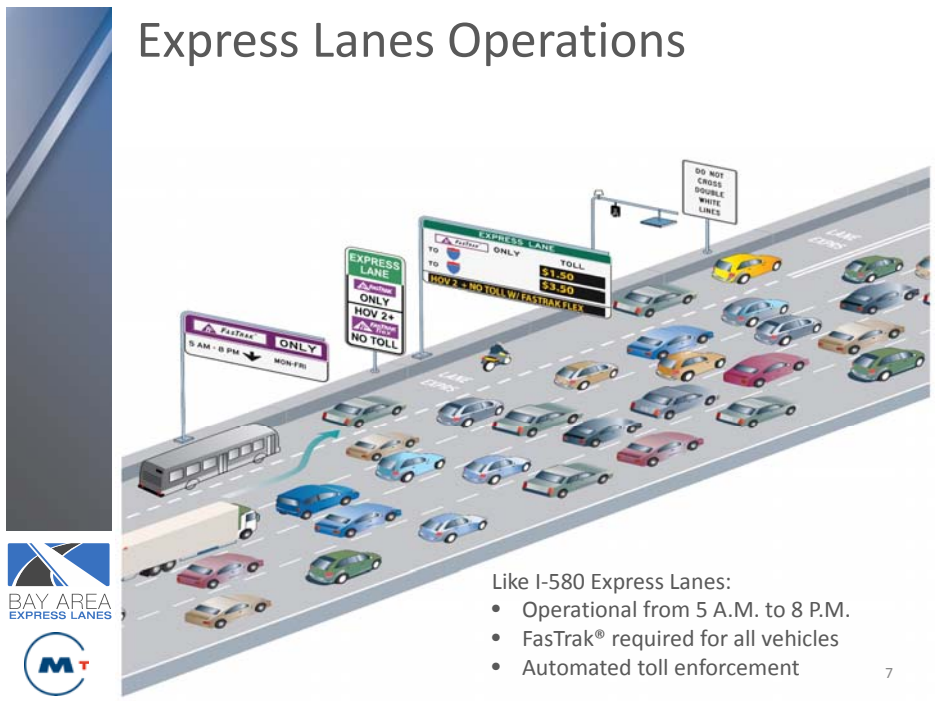 Express Lanes Operations
DO NOT
CROSS
DOUBLE
WHITE
LINES
LANE
EXPRS
EXPRESS LANE
FasTrak ONLY
TO
TO
TOLL
$1.50
$3.50
HOV 2 + NO TOLL W/ FASTRAK FLEX
EXPRESS
LANE
FasTrak
ONLY
HOV 2+
FasTrak
flex
NO TOLL
FasTrak™ ONLY
5 AM - 8 PM
MON-FRI
LANE
EXPRS
Like I-580 Express Lanes:
• Operational from 5 A.M. to 8 P.M.
• FasTrak® required for all vehicles
• Automated toll enforcement
BAY AREA
EXPRESS LANES
M T
7